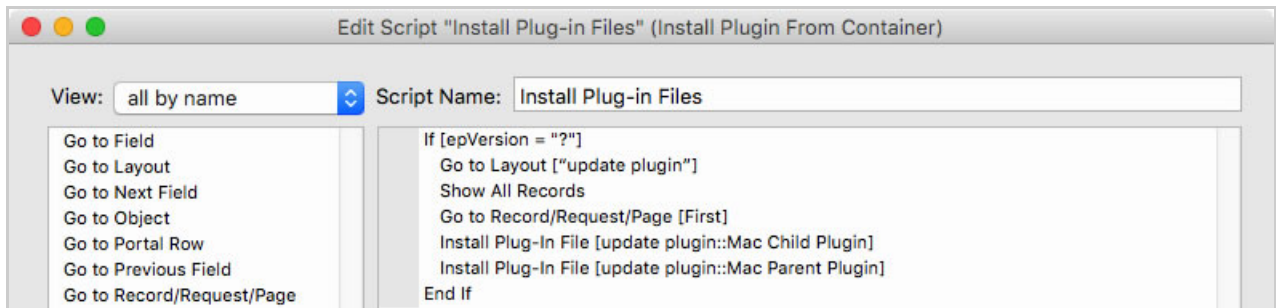 Edit Script "Install Plug-in Files" (Install Plugin From Container)
View: all by name Script Name: Install Plug-in Files
Go to Field
Go to Layout
Go to Next Field
Go to Object
Go to Portal Row
Go to Previous Field
Go to Record/Request/Page
If [epVersion = "?"]
Go to Layout [“update plugin”]
Show All Records
Go to Record/Request/Page [First]
Install Plug-In File [update plugin::Mac Child Plugin]
Install Plug-In File [update plugin::Mac Parent Plugin]
End If